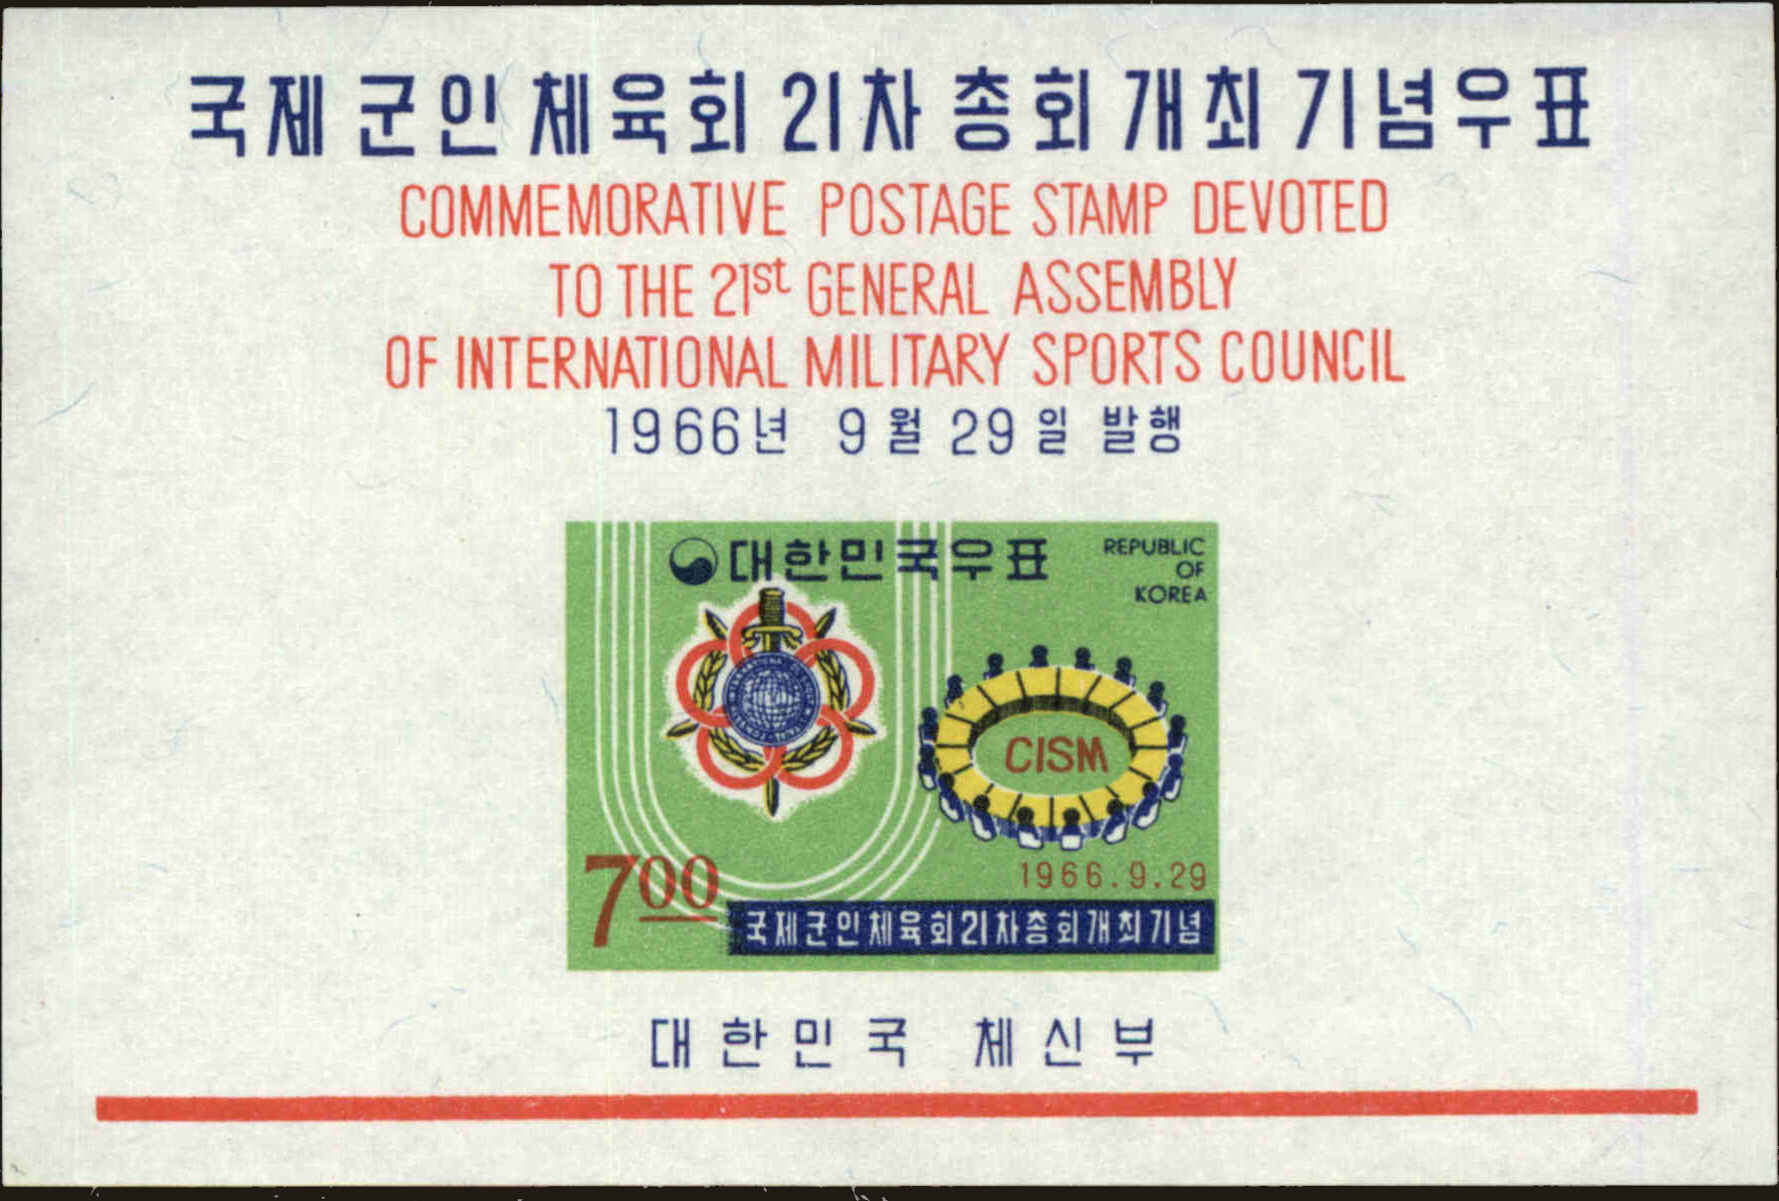 국제 군인 체육회 21차 총회 개최 기념우표
COMMEMORATIVE POSTAGE STAMP DEVOTED
TO THE 21st GENERAL ASSEMBLY
OF INTERNATIONAL MILITARY SPORTS COUNCIL
1966년 9월 29일 발행
대한민국우표
REPUBLIC
OF
KOREA
CISM
1966.9.29
700
국제군인체육회21차총회개최기념
대한민국 체신부